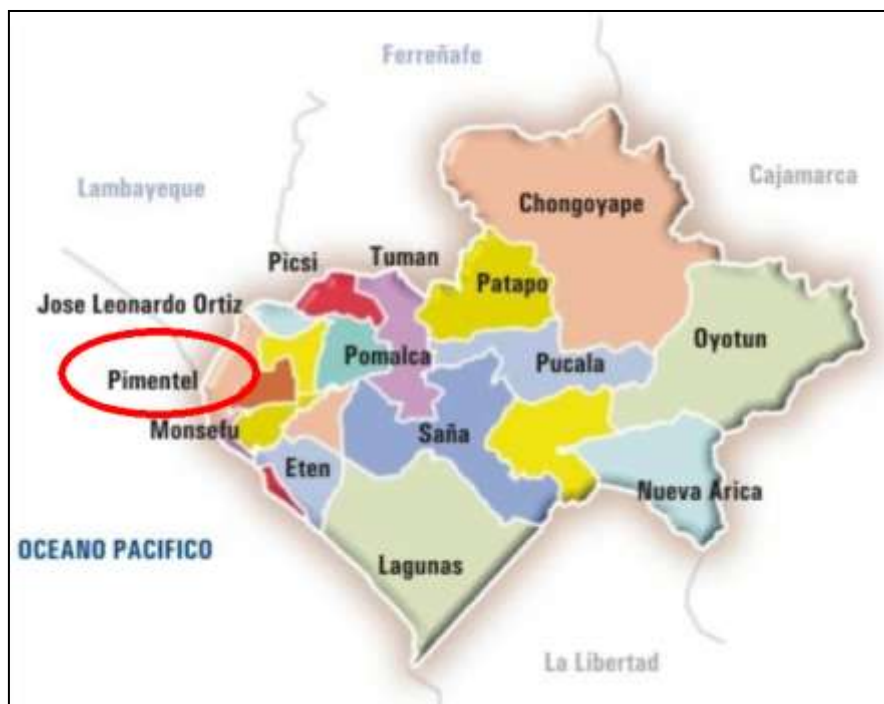 Ferreñafe
Cajamarca
Lambayeque
Chongoyape
Picsi
Tuman
Patapo
Jose Leonardo Ortiz
Oyotun
Pomalca
Pucala
Pimentel
Monsefu
Saña
Eten
Nueva Arica
OCEANO PACIFICO
Lagunas
La Libertad